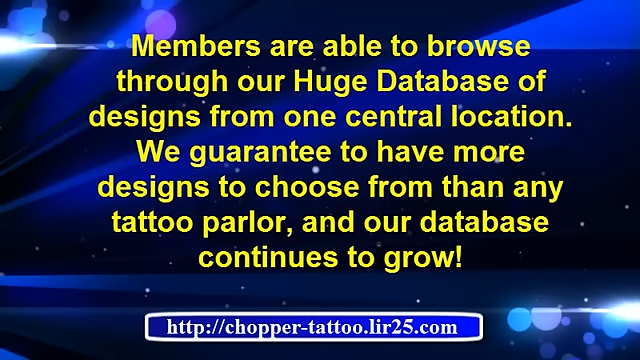 Members are able to browse
through our Huge Database of
designs from one central location.
We guarantee to have more
designs to choose from than any
tattoo parlor, and our database
continues to grow!
http://chopper-tattoo.lir25.com